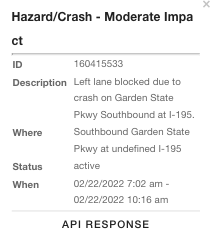 ×
Hazard/Crash - Moderate Impa
ct
ID 160415533
Description Left lane blocked due to
crash on Garden State
Pkwy Southbound at I-195.
Where Southbound Garden State
Pkwy at undefined I-195
Status active
When 02/22/2022 7:02 am -
02/22/2022 10:16 am
API RESPONSE